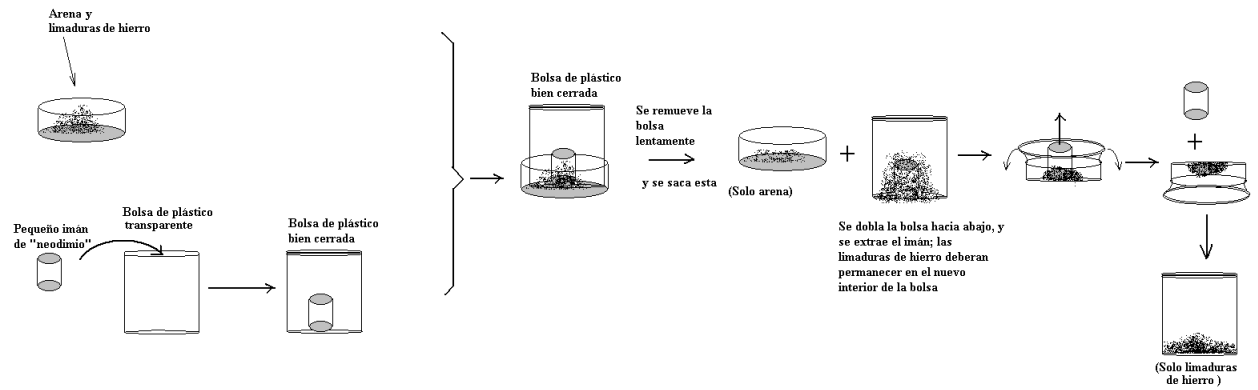 Arena y
limaduras de hierro
Pequeño imán
de "neodimio"
Bolsa de plástico
transparente
Bolsa de plástico
bien cerrada
Bolsa de plástico
bien cerrada
Se remueve la
bolsa
lentamente
y se saca esta
(Solo arena)
+
Se dobla la bolsa hacia abajo, y
se extrae el imán; las
limaduras de hierro deberan
permanecer en el nuevo
interior de la bolsa
+
(Solo limaduras
de hierro )